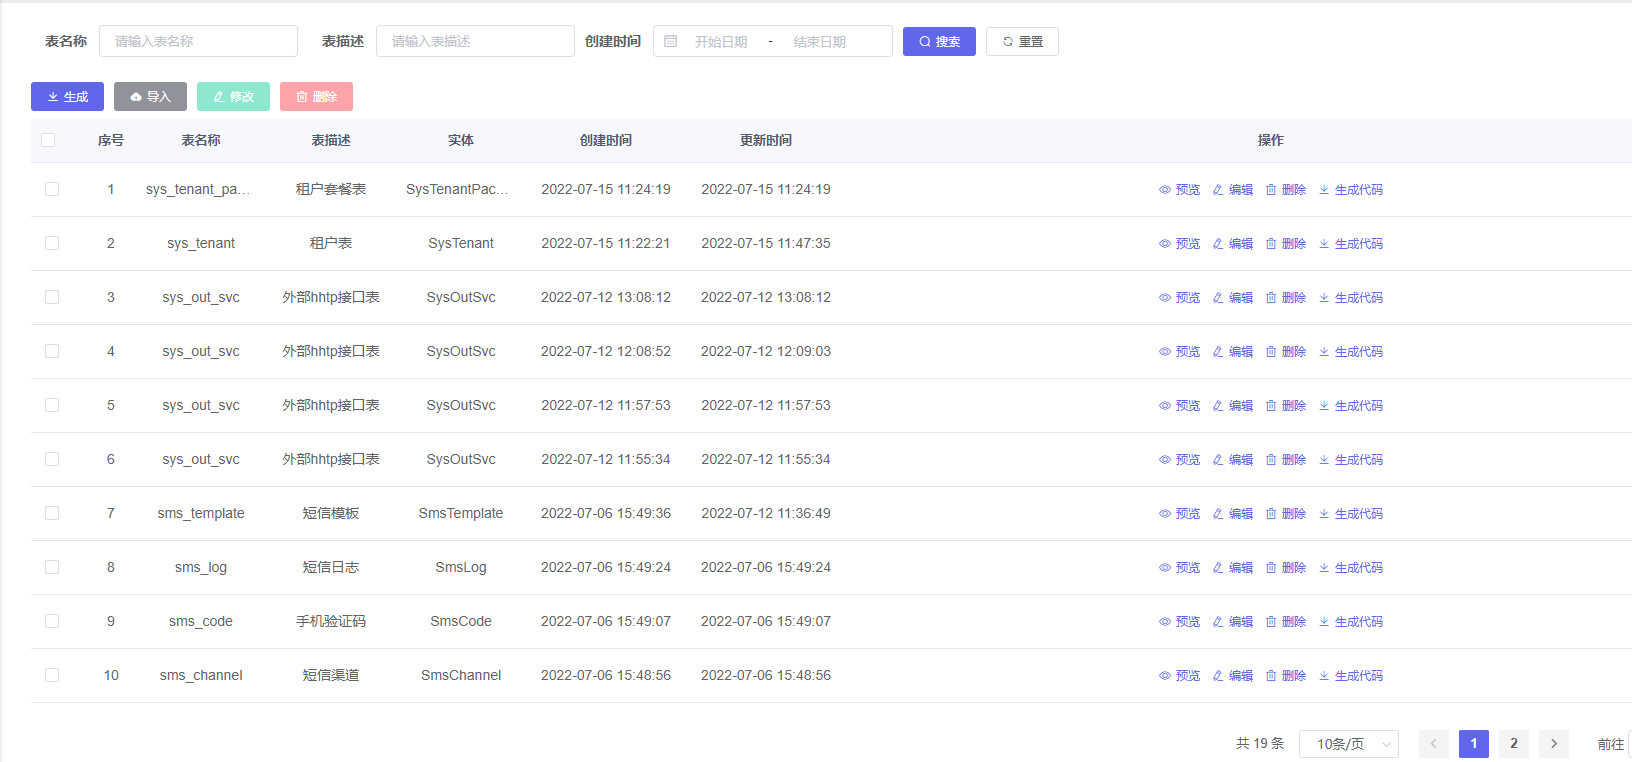 表名称 请输入表名称 表描述 请输入表描述 创建时间 开始日期 - 结束日期 搜索 重置
生成 导入 修改 删除
序号 表名称 表描述 实体 创建时间 更新时间 操作
1 sys_tenant_pa... 租户套餐表 SysTenantPac... 2022-07-15 11:24:19 2022-07-15 11:24:19 预览 编辑 删除 生成代码
2 sys_tenant 租户表 SysTenant 2022-07-15 11:22:21 2022-07-15 11:47:35 预览 编辑 删除 生成代码
3 sys_out_svc 外部hhtp接口表 SysOutSvc 2022-07-12 13:08:12 2022-07-12 13:08:12 预览 编辑 删除 生成代码
4 sys_out_svc 外部hhtp接口表 SysOutSvc 2022-07-12 12:08:52 2022-07-12 12:09:03 预览 编辑 删除 生成代码
5 sys_out_svc 外部hhtp接口表 SysOutSvc 2022-07-12 11:57:53 2022-07-12 11:57:53 预览 编辑 删除 生成代码
6 sys_out_svc 外部hhtp接口表 SysOutSvc 2022-07-12 11:55:34 2022-07-12 11:55:34 预览 编辑 删除 生成代码
7 sms_template 短信模板 SmsTemplate 2022-07-06 15:49:36 2022-07-12 11:36:49 预览 编辑 删除 生成代码
8 sms_log 短信日志 SmsLog 2022-07-06 15:49:24 2022-07-06 15:49:24 预览 编辑 删除 生成代码
9 sms_code 手机验证码 SmsCode 2022-07-06 15:49:07 2022-07-06 15:49:07 预览 编辑 删除 生成代码
10 sms_channel 短信渠道 SmsChannel 2022-07-06 15:48:56 2022-07-06 15:48:56 预览 编辑 删除 生成代码
共 19 条 10条/页 1 2 前往